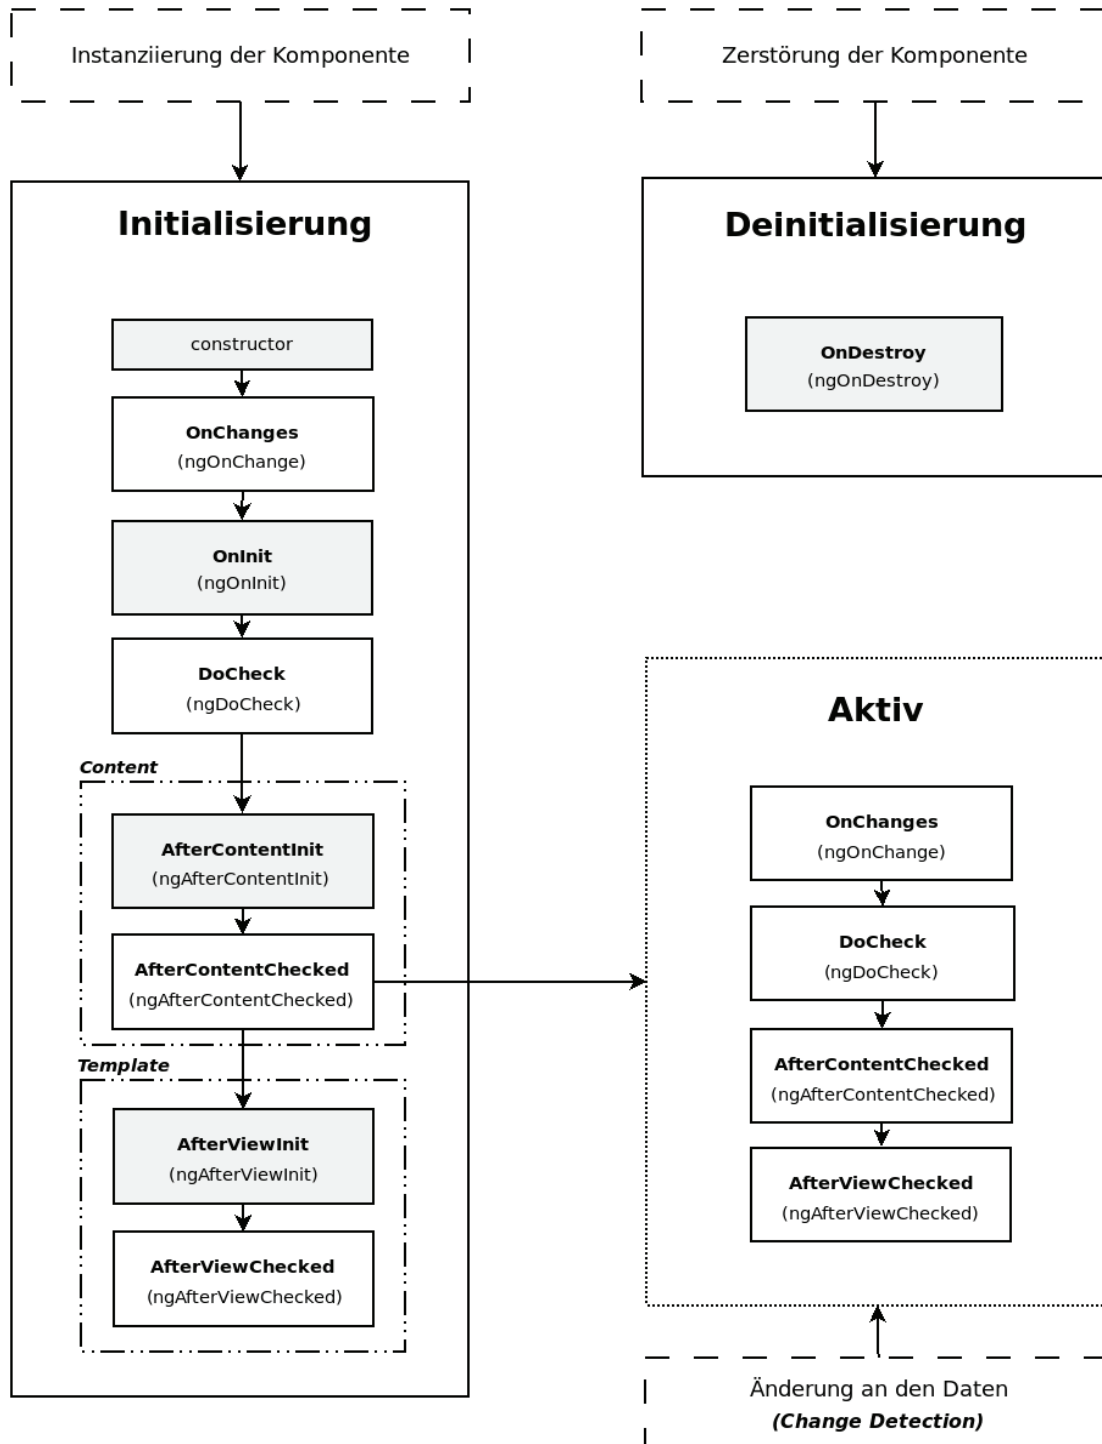 Instanziierung der Komponente
Initialisierung
constructor
OnChanges
(ngOnChange)
OnInit
(ngOnInit)
DoCheck
(ngDoCheck)
Content
AfterContentInit
(ngAfterContentInit)
AfterContentChecked
(ngAfterContentChecked)
Template
AfterViewInit
(ngAfterViewInit)
AfterViewChecked
(ngAfterViewChecked)
Zerstörung der Komponente
Deinitialisierung
OnDestroy
(ngOnDestroy)
Aktiv
OnChanges
(ngOnChange)
DoCheck
(ngDoCheck)
AfterContentChecked
(ngAfterContentChecked)
AfterViewChecked
(ngAfterViewChecked)
Änderung an den Daten
(Change Detection)